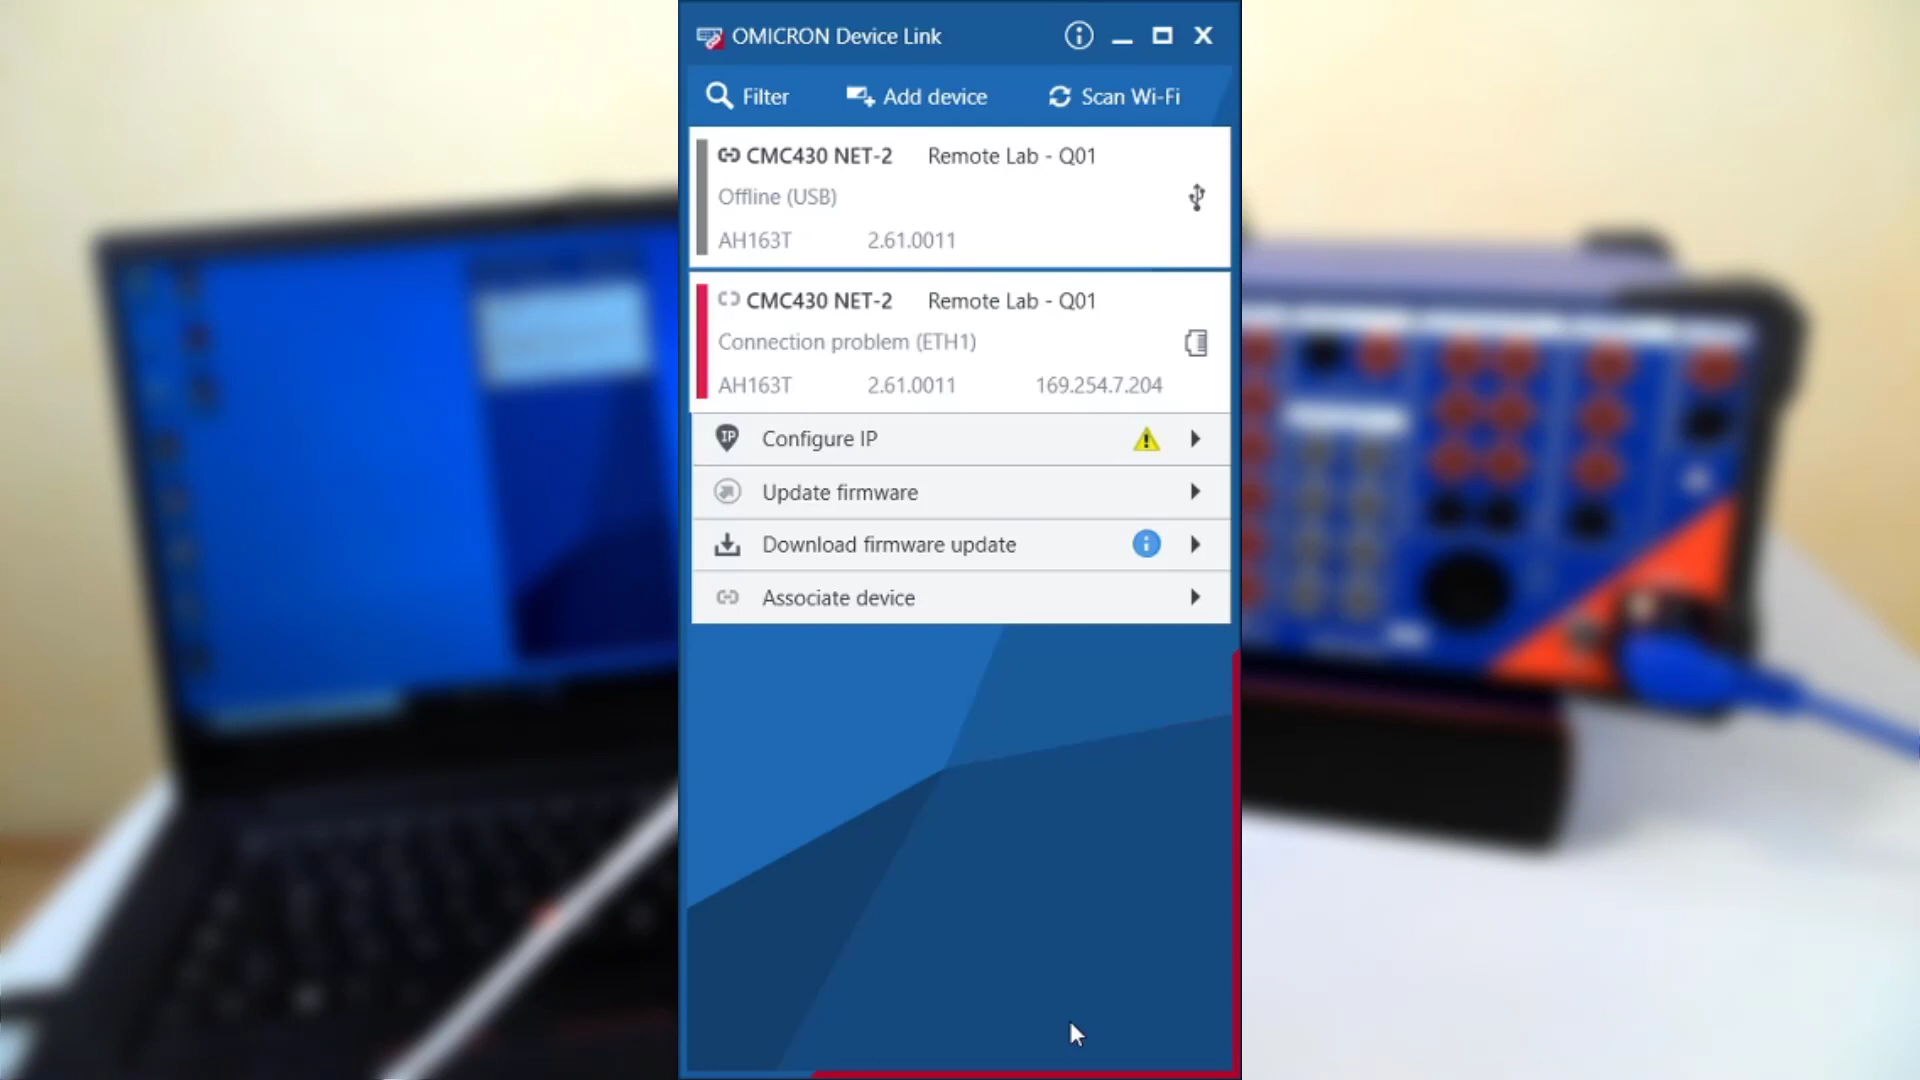 OMICRON Device Link
Filter Add device Scan Wi-Fi
CMC430 NET-2 Remote Lab - Q01
Offline (USB)
AH163T 2.61.0011
CMC430 NET-2 Remote Lab - Q01
Connection problem (ETH1)
AH163T 2.61.0011 169.254.7.204
IP Configure IP
Update firmware
Download firmware update
Associate device